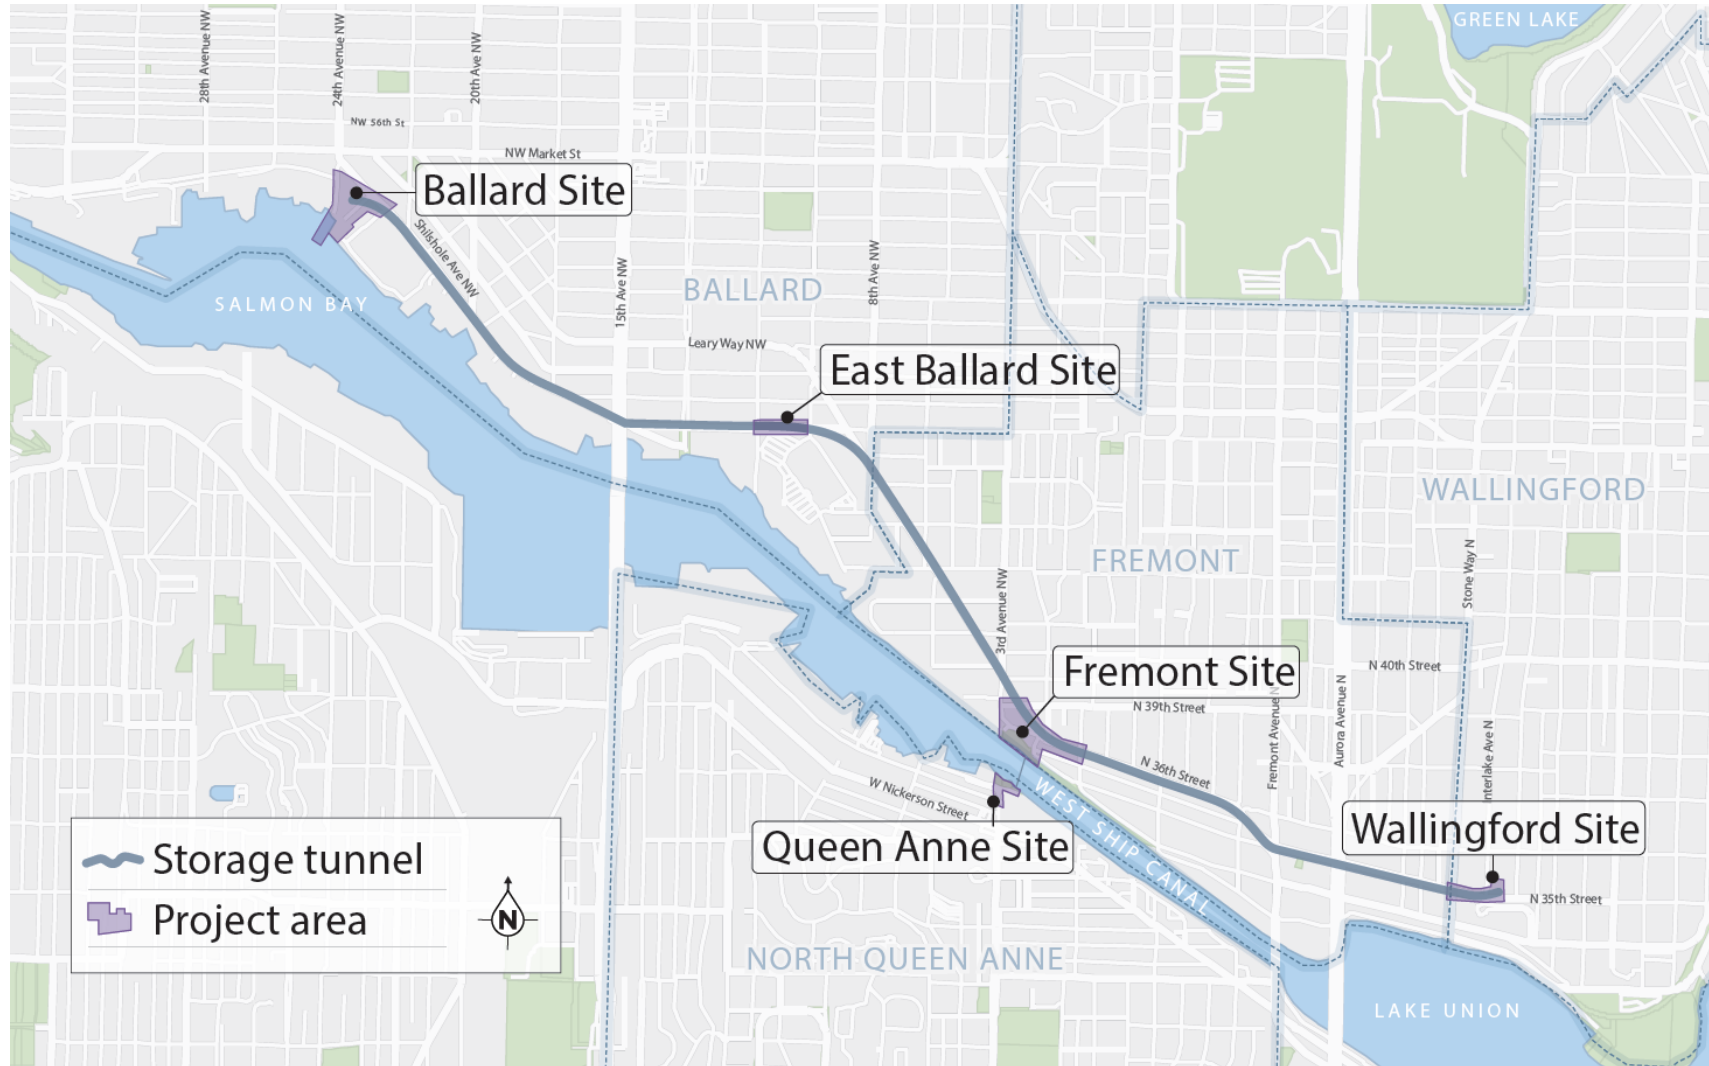 GREEN LAKE
28th Avenue NW
24th Avenue NW
20th Ave NW
NW 56th St
NW Market St
Ballard Site
Shilshole Ave NW
15th Ave NW
8th Ave NW
BALLARD
SALMON BAY
Leary Way NW
East Ballard Site
WALLINGFORD
FREMONT
Stone Way N
3rd Avenue NW
Fremont Site
N 40th Street
N 39th Street
Fremont Avenue N
Aurora Avenue N
N 36th Street
nterlake Ave N
W Nickerson Street
WEST SHIP CANAL
Queen Anne Site
Wallingford Site
N 35th Street
Storage tunnel
Project area
N
NORTH QUEEN ANNE
LAKE UNION